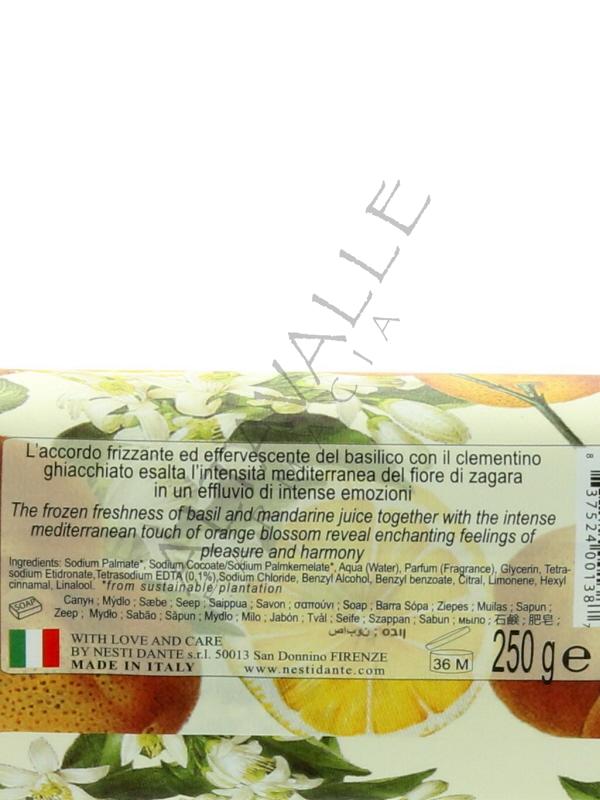 L'accordo frizzante ed effervescente del basilico con il clementino
ghiacchiato esalta l'intensità mediterranea del fiore di zagara
in un effluvio di intense emozioni
The frozen freshness of basil and mandarine juice together with the intense
mediterranean touch of orange blossom reveal enchanting feelings of
pleasure and harmony
Ingredients: Sodium Palmate*, Sodium Cocoate/Sodium Palmkernelate*, Aqua (Water), Parfum (Fragrance), Glycerin, Tetra-
sodium Etidronate,Tetrasodium EDTA (0,1%),Sodium Chloride, Benzyl Alcohol, Benzyl benzoate, Citral, Limonene, Hexyl
cinnamal, Linalool. *from sustainable plantation
SOAP
Сапун ; Mýdlo ; Sæbe ; Seep ; Saippua ; Savon ; σαπούνι ; Soap ; Barra Sópa ; Ziepes ; Muilas ; Sapun ;
Zeep ; Mydło ; Sabão ; Săpun ; Mydlo ; Milo ; Jabón ; Tvål ; Seife ; Szappan ; Sabun ; мыло ; 石鹸 ; 肥皂 ;
WITH LOVE AND CARE
BY NESTI DANTE s.r.l. 50013 San Donnino FIRENZE
MADE IN ITALY
www.nestidante.com
36 M
250 g e
8 375240 0138